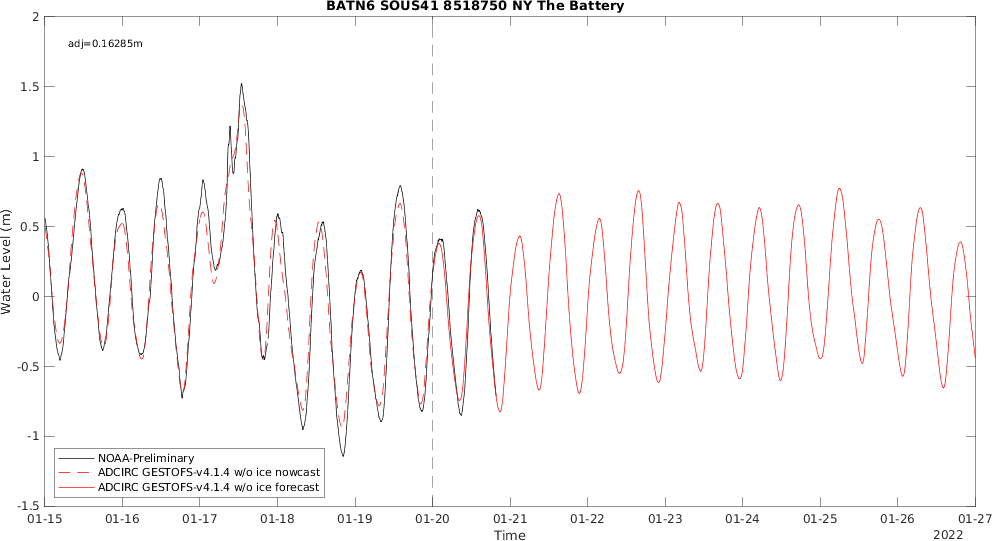 BATN6 SOUS41 8518750 NY The Battery
adj=0.16285m
Water Level (m)
2
1.5
1
0.5
0
-0.5
-1
-1.5
NOAA-Preliminary
ADCIRC GESTOFS-v4.1.4 w/o ice nowcast
ADCIRC GESTOFS-v4.1.4 w/o ice forecast
01-15 01-16 01-17 01-18 01-19 01-20 01-21 01-22 01-23 01-24 01-25 01-26 01-27
Time
2022